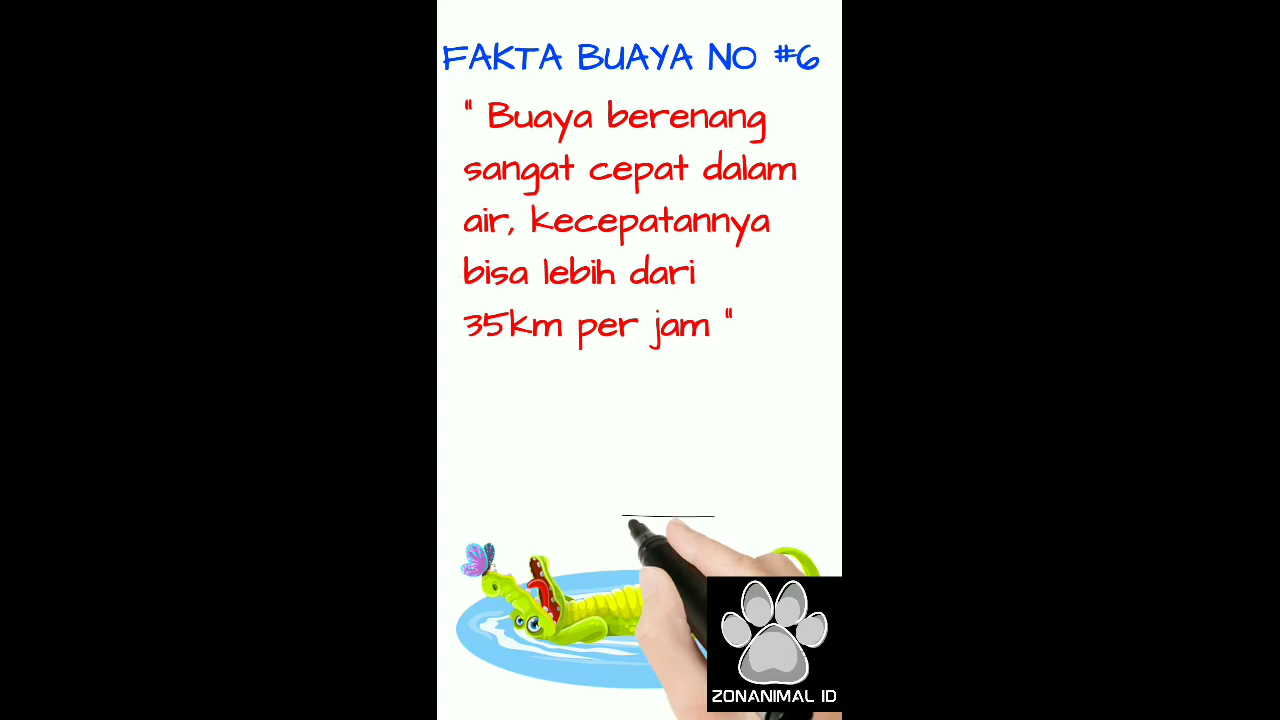 FAKTA BUAYA NO #6
" Buaya berenang
sangat cepat dalam
air, kecepatannya
bisa lebih dari
35km per jam "
ZONANIMAL ID